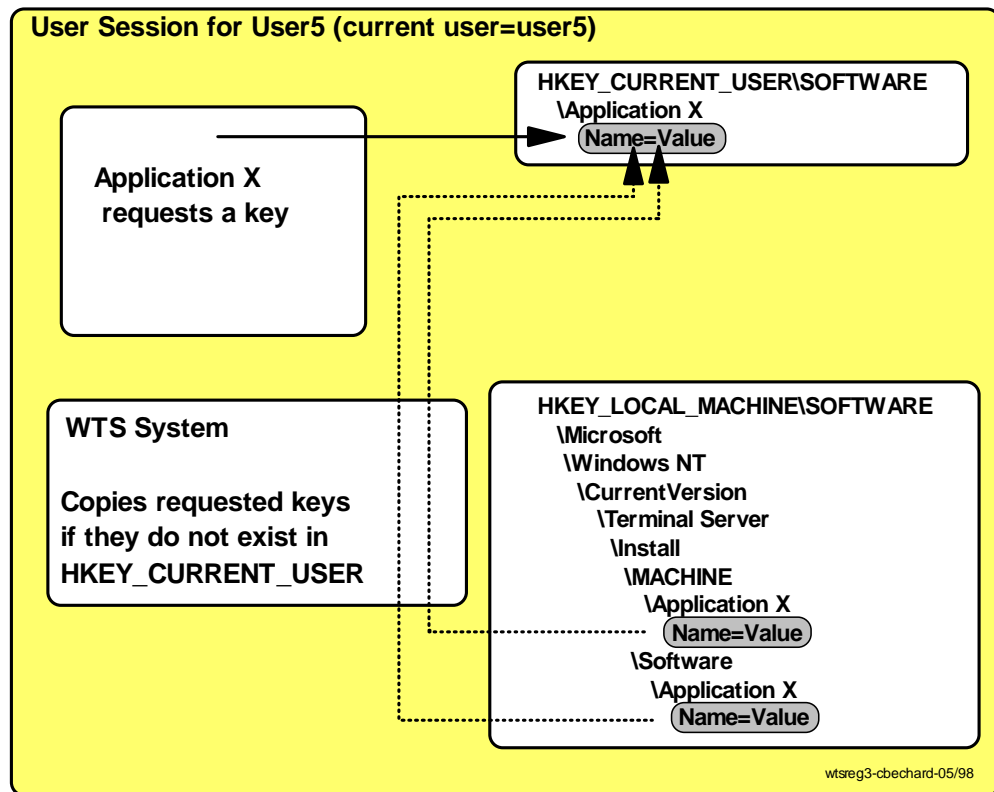 User Session for User5 (current user=user5)
HKEY_CURRENT_USER\SOFTWARE
\Application X
Name=Value
Application X
requests a key
WTS System
Copies requested keys
if they do not exist in
HKEY_CURRENT_USER
HKEY_LOCAL_MACHINE\SOFTWARE
\Microsoft
\Windows NT
\CurrentVersion
\Terminal Server
\Install
\MACHINE
\Application X
Name=Value
\Software
\Application X
Name=Value
wtsreg3-cbechard-05/98